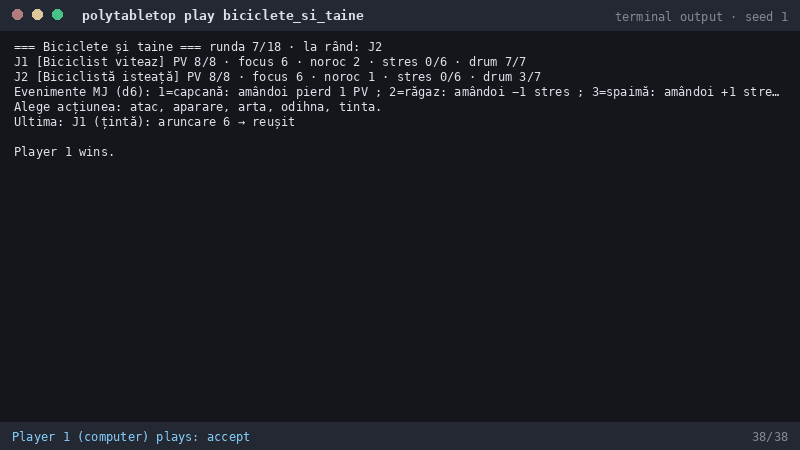 polytabletop play biciclete_si_taine
terminal output · seed 1
=== Biciclete și taine === runda 7/18 · la rând: J2
J1 [Biciclist viteaz] PV 8/8 · focus 6 · noroc 2 · stres 0/6 · drum 7/7
J2 [Biciclistă isteață] PV 8/8 · focus 6 · noroc 1 · stres 0/6 · drum 3/7
Evenimente MJ (d6): 1=capcană: amândoi pierd 1 PV ; 2=răgaz: amândoi −1 stres ; 3=spaimă: amândoi +1 stre…
Alege acțiunea: atac, aparare, arta, odihna, tinta.
Ultima: J1 (țintă): aruncare 6 → reușit
Player 1 wins.
Player 1 (computer) plays: accept
38/38